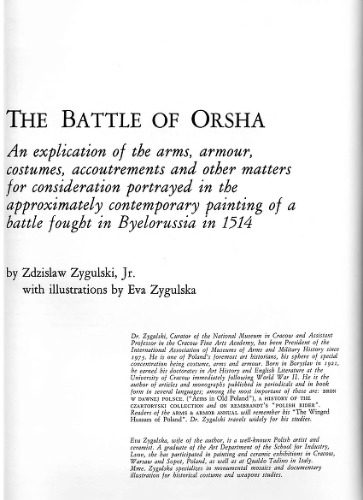 THE BATTLE OF ORSHA
An explication of the arms, armour,
costumes, accoutrements and other matters
for consideration portrayed in the
approximately contemporary painting of a
battle fought in Byelorussia in 1514
by Zdzislaw Zygulski, Jr.
with illustrations by Eva Zygulska
Dr. Zygulski, Curator of the National Museum in Cracow and Assistant
Professor in the Cracow Fine Arts Academy, has been President of the
International Association of Museums of Arms and Military History since
1975. He is one of Poland's foremost art historians, his sphere of special
concentration being costume, arms and armour. Born in Boryslav in 1921,
he earned his doctorates in Art History and English Literature at the
University of Cracow immediately following World War II. He is the
author of articles and monographs published in periodicals and in book
form in several languages; among the most important of these are: BRON
W DAWNEJ POLSCE, ("Arms in Old Poland"), A HISTORY OF THE
CZARTORYSKI COLLECTION AND ON REMBRANDT'S "POLISH RIDER".
Readers of the ARMS & ARMOR ANNUAL will remember his "The Winged
Hussars of Poland". Dr. Zygulski travels widely for his studies.
Eva Zygulska, wife of the author, is a well-known Polish artist and
ceramist. A graduate of the Art Department of the School for Industry,
she has participated in painting and ceramic exhibitions in Cracow,
Warsaw and Sopot, Poland, as well as at Gualdo Tadino in Italy.
Mme. Zygulska specializes in monumental mosaics and documentary
illustration for historical costume and weapons studies.